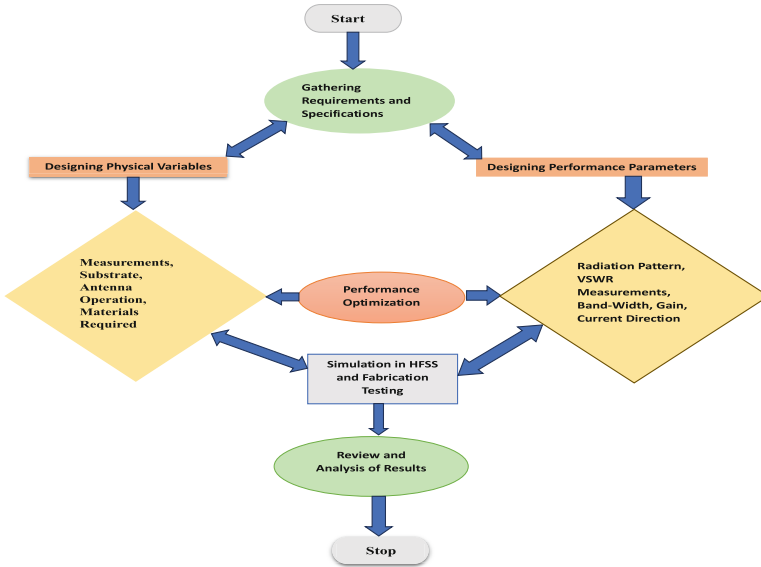 Start
Gathering
Requirements and
Specifications
Designing Physical Variables
Designing Performance Parameters
Measurements,
Substrate,
Antenna
Operation,
Materials
Required
Performance
Optimization
Radiation Pattern,
VSWR
Measurements,
Band-Width, Gain,
Current Direction
Simulation in HFSS
and Fabrication
Testing
Review and
Analysis of Results
Stop